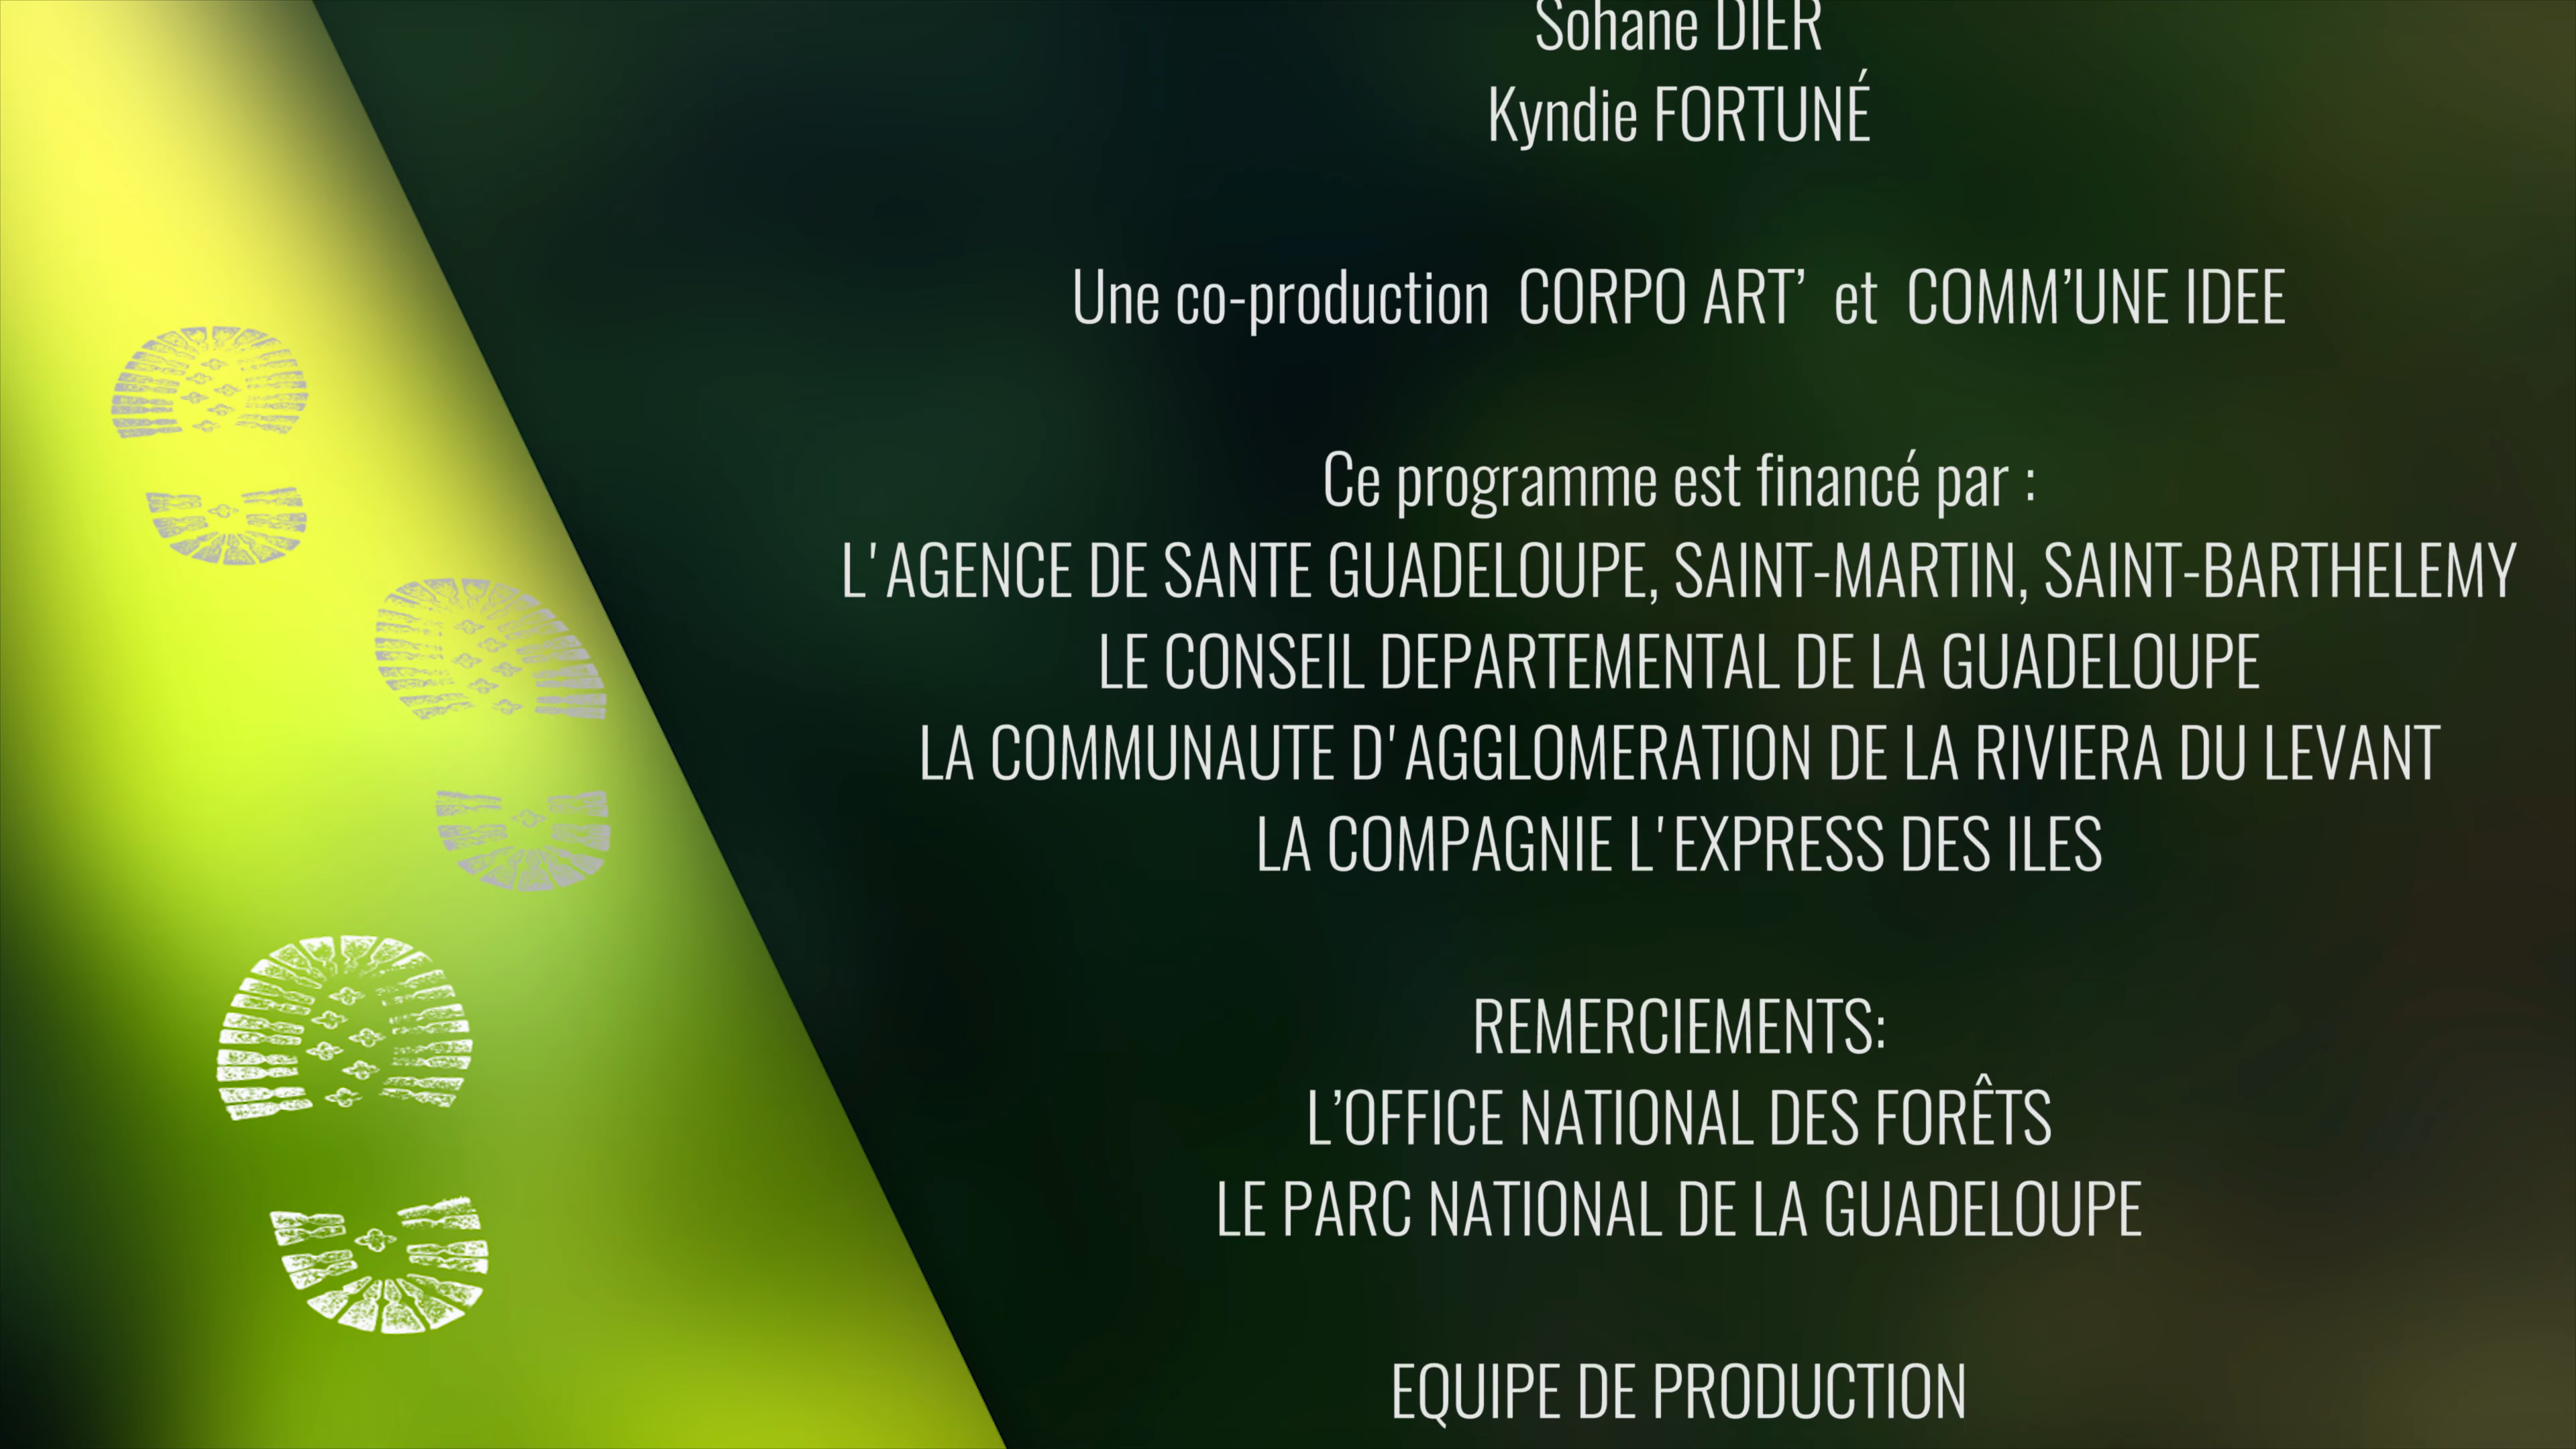 Sohane DIER
Kyndie FORTUNÉ
Une co-production CORPO ART’ et COMM’UNE IDEE
Ce programme est financé par :
L'AGENCE DE SANTE GUADELOUPE, SAINT-MARTIN, SAINT-BARTHELEMY
LE CONSEIL DEPARTEMENTAL DE LA GUADELOUPE
LA COMMUNAUTE D'AGGLOMERATION DE LA RIVIERA DU LEVANT
LA COMPAGNIE L'EXPRESS DES ILES
REMERCIEMENTS:
L’OFFICE NATIONAL DES FORÊTS
LE PARC NATIONAL DE LA GUADELOUPE
EQUIPE DE PRODUCTION